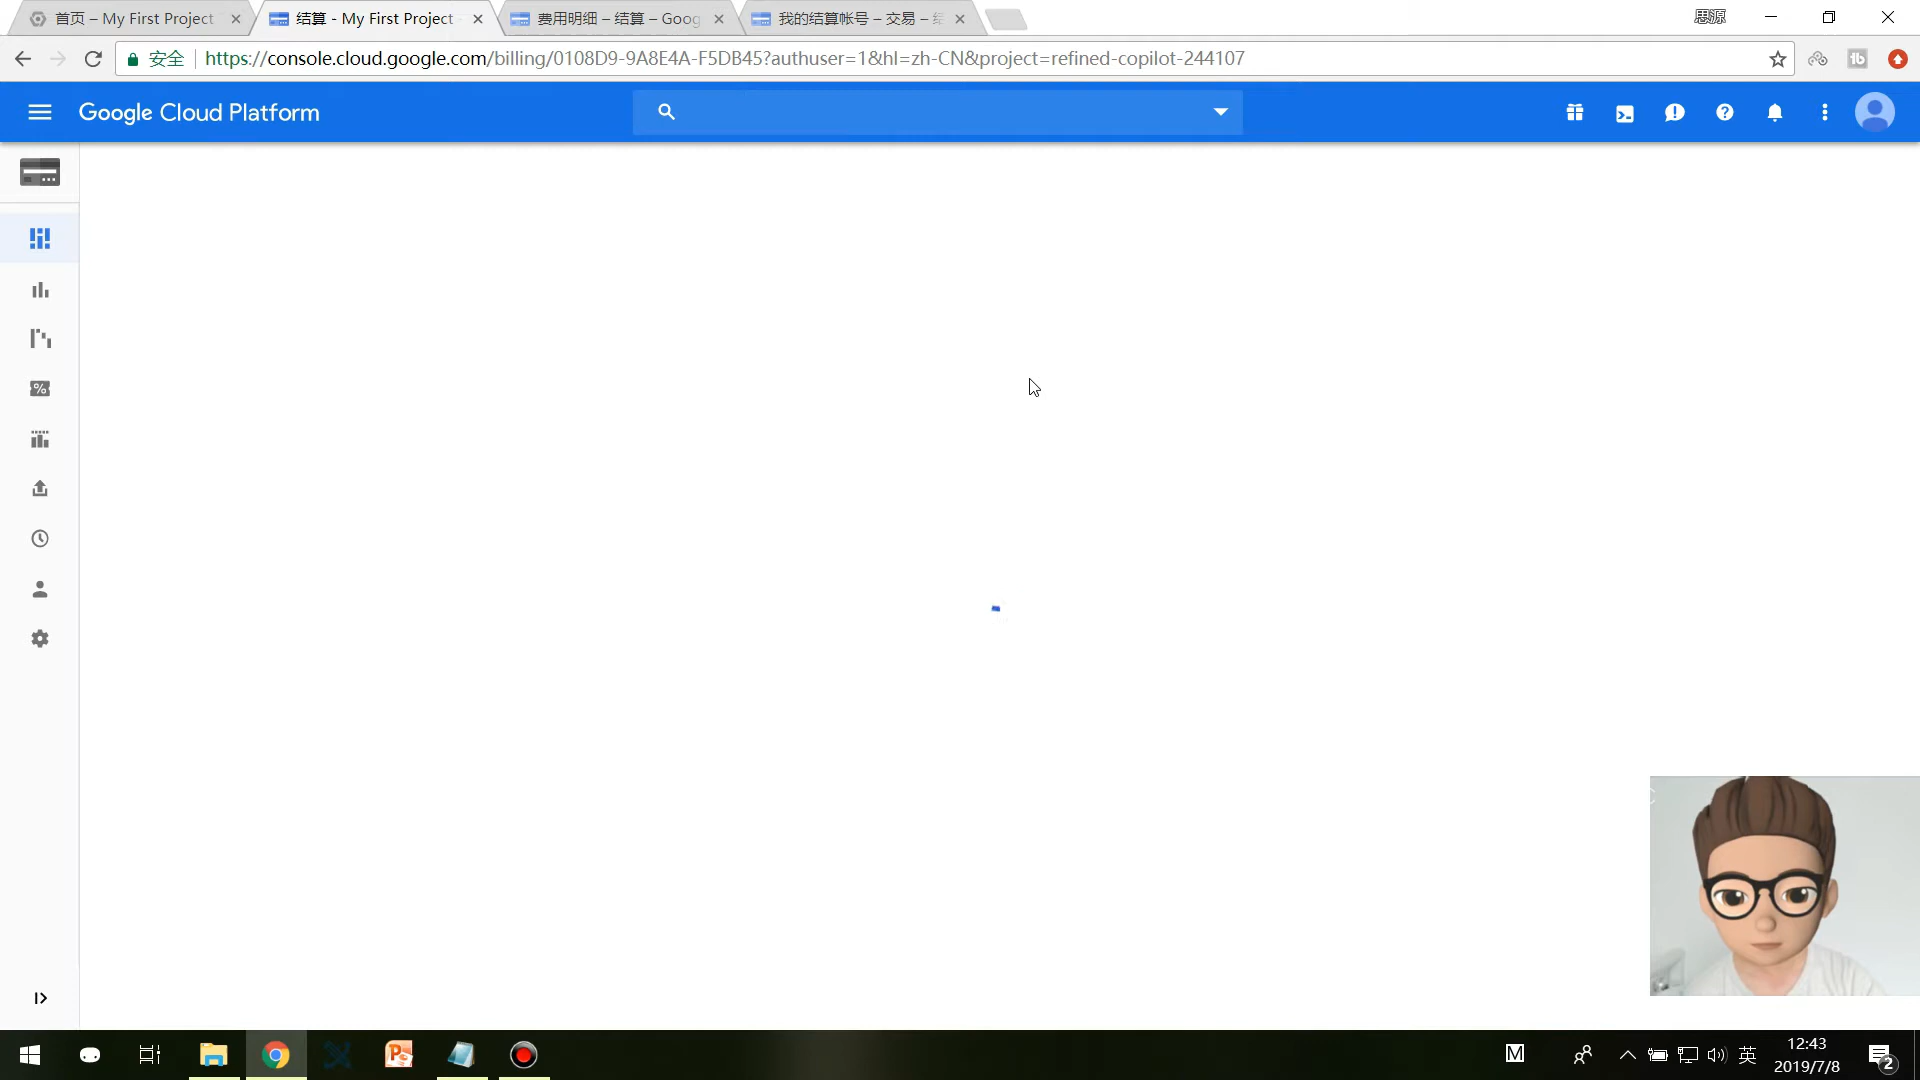 首页 – My First Project
结算 - My First Project
费用明细 – 结算 – Goog
我的结算帐号 – 交易 – 结
思源
安全
https://console.cloud.google.com/billing/0108D9-9A8E4A-F5DB45?authuser=1&hl=zh-CN&project=refined-copilot-244107
Google Cloud Platform
英
12:43
2019/7/8
2